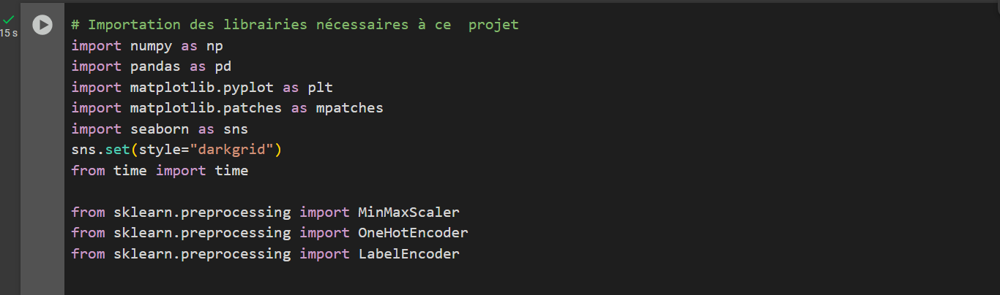 # Importation des librairies nécessaires à ce  projet
import numpy as np
import pandas as pd
import matplotlib.pyplot as plt
import matplotlib.patches as mpatches
import seaborn as sns
sns.set(style="darkgrid")
from time import time
from sklearn.preprocessing import MinMaxScaler
from sklearn.preprocessing import OneHotEncoder
from sklearn.preprocessing import LabelEncoder
15 s